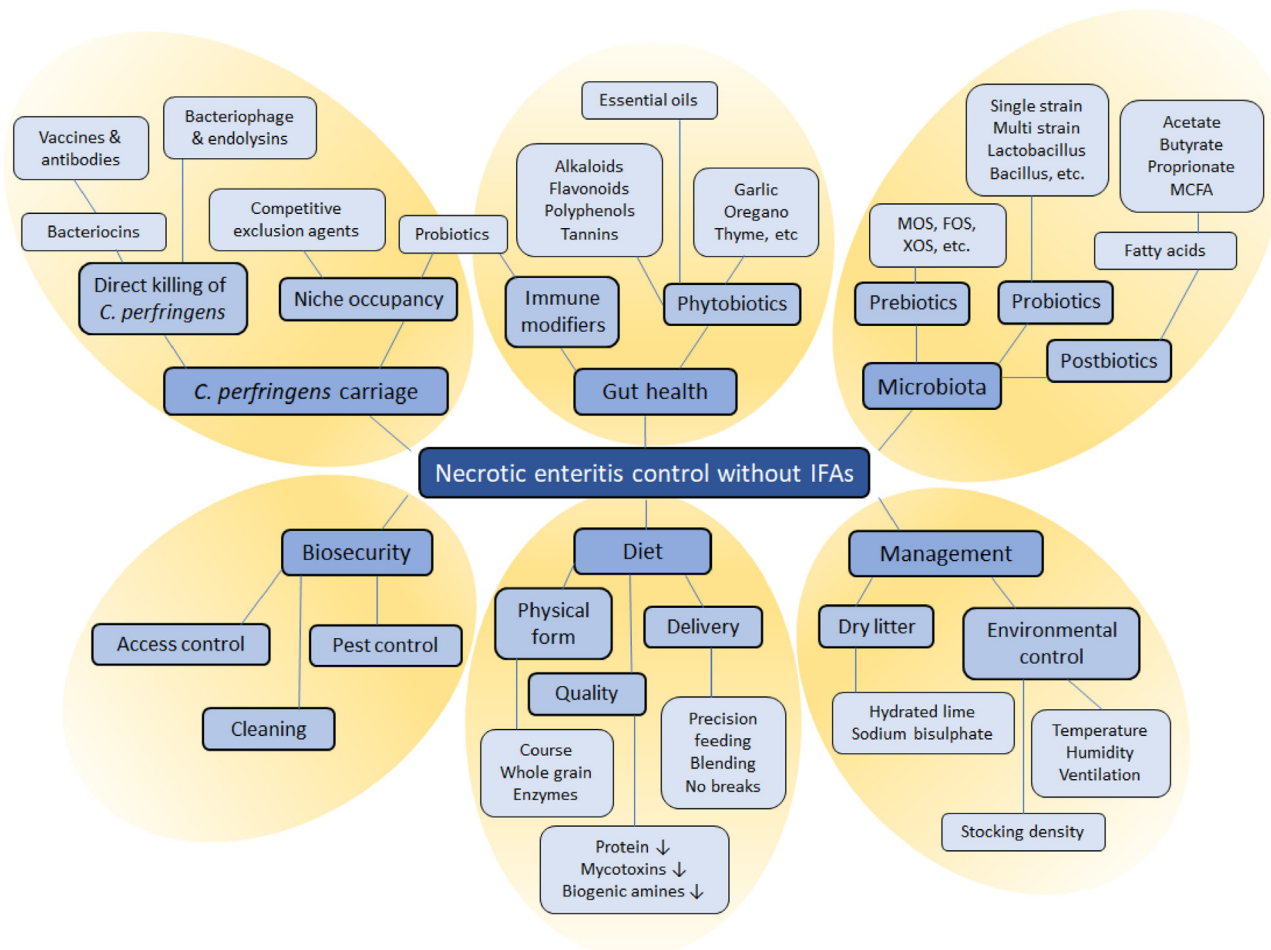 Vaccines &
antibodies
Bacteriophage
& endolysins
Bacteriocins
Competitive
exclusion agents
Probiotics
Direct killing of
C. perfringens
Niche occupancy
C. perfringens carriage
Essential oils
Alkaloids
Flavonoids
Polyphenols
Tannins
Garlic
Oregano
Thyme, etc
Immune
modifiers
Phytobiotics
Gut health
Single strain
Multi strain
Lactobacillus
Bacillus, etc.
Acetate
Butyrate
Proprionate
MCFA
MOS, FOS,
XOS, etc.
Fatty acids
Prebiotics
Probiotics
Postbiotics
Microbiota
Necrotic enteritis control without IFAs
Biosecurity
Access control
Pest control
Cleaning
Diet
Physical
form
Delivery
Quality
Course
Whole grain
Enzymes
Precision
feeding
Blending
No breaks
Protein ↓
Mycotoxins ↓
Biogenic amines ↓
Management
Dry litter
Environmental
control
Hydrated lime
Sodium bisulphate
Temperature
Humidity
Ventilation
Stocking density